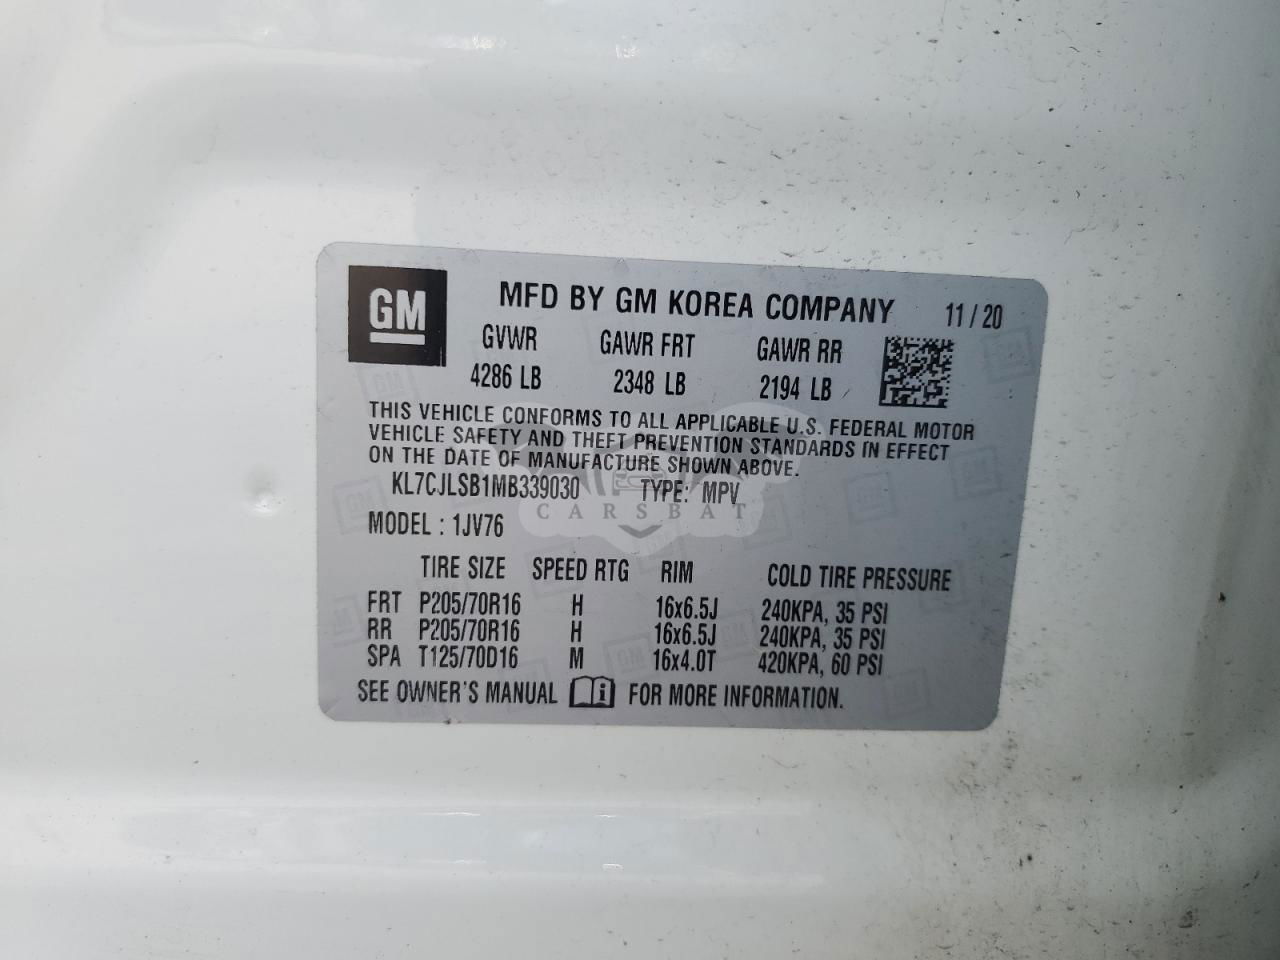 GM MFD BY GM KOREA COMPANY 11 / 20
GVWR GAWR FRT GAWR RR
4286 LB 2348 LB 2194 LB
THIS VEHICLE CONFORMS TO ALL APPLICABLE U.S. FEDERAL MOTOR
VEHICLE SAFETY AND THEFT PREVENTION STANDARDS IN EFFECT
ON THE DATE OF MANUFACTURE SHOWN ABOVE.
KL7CJLSB1MB339030 TYPE: MPV
CARSBAT
MODEL : 1JV76
TIRE SIZE SPEED RTG RIM COLD TIRE PRESSURE
FRT P205/70R16 H 16x6.5J 240KPA, 35 PSI
RR P205/70R16 H 16x6.5J 240KPA, 35 PSI
SPA T125/70D16 M 16x4.0T 420KPA, 60 PSI
SEE OWNER'S MANUAL i FOR MORE INFORMATION.